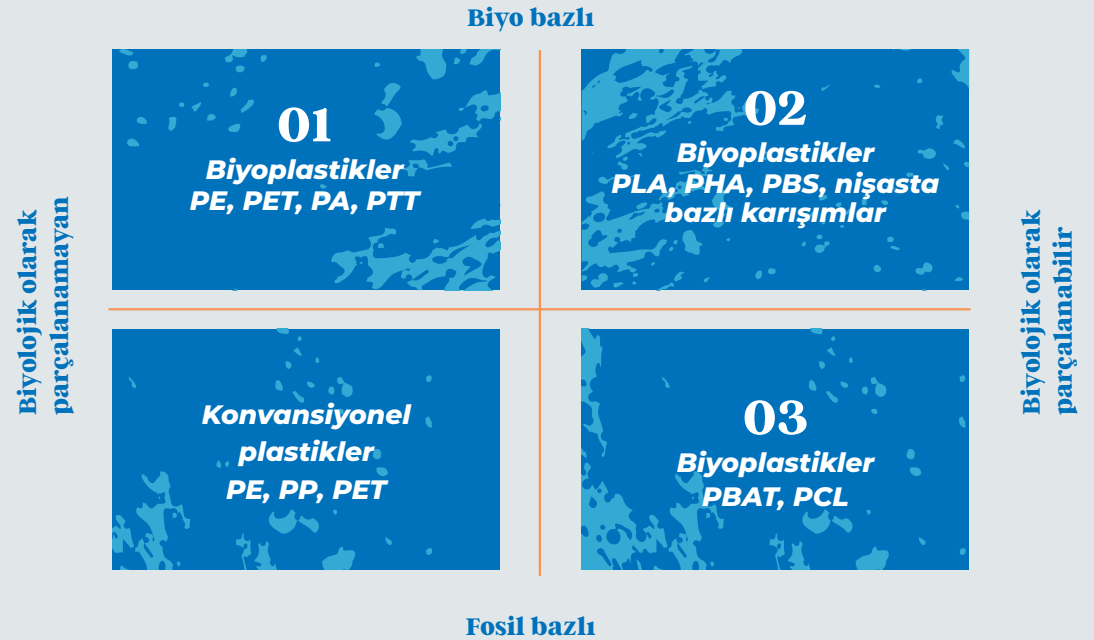 Biyo bazlı
01
Biyoplastikler
PE, PET, PA, PTT
02
Biyoplastikler
PLA, PHA, PBS, nişasta
bazlı karışımlar
Biyolojik olarak
parçalanamayan
Biyolojik olarak
parçalanabilir
Konvansiyonel
plastikler
PE, PP, PET
03
Biyoplastikler
PBAT, PCL
Fosil bazlı